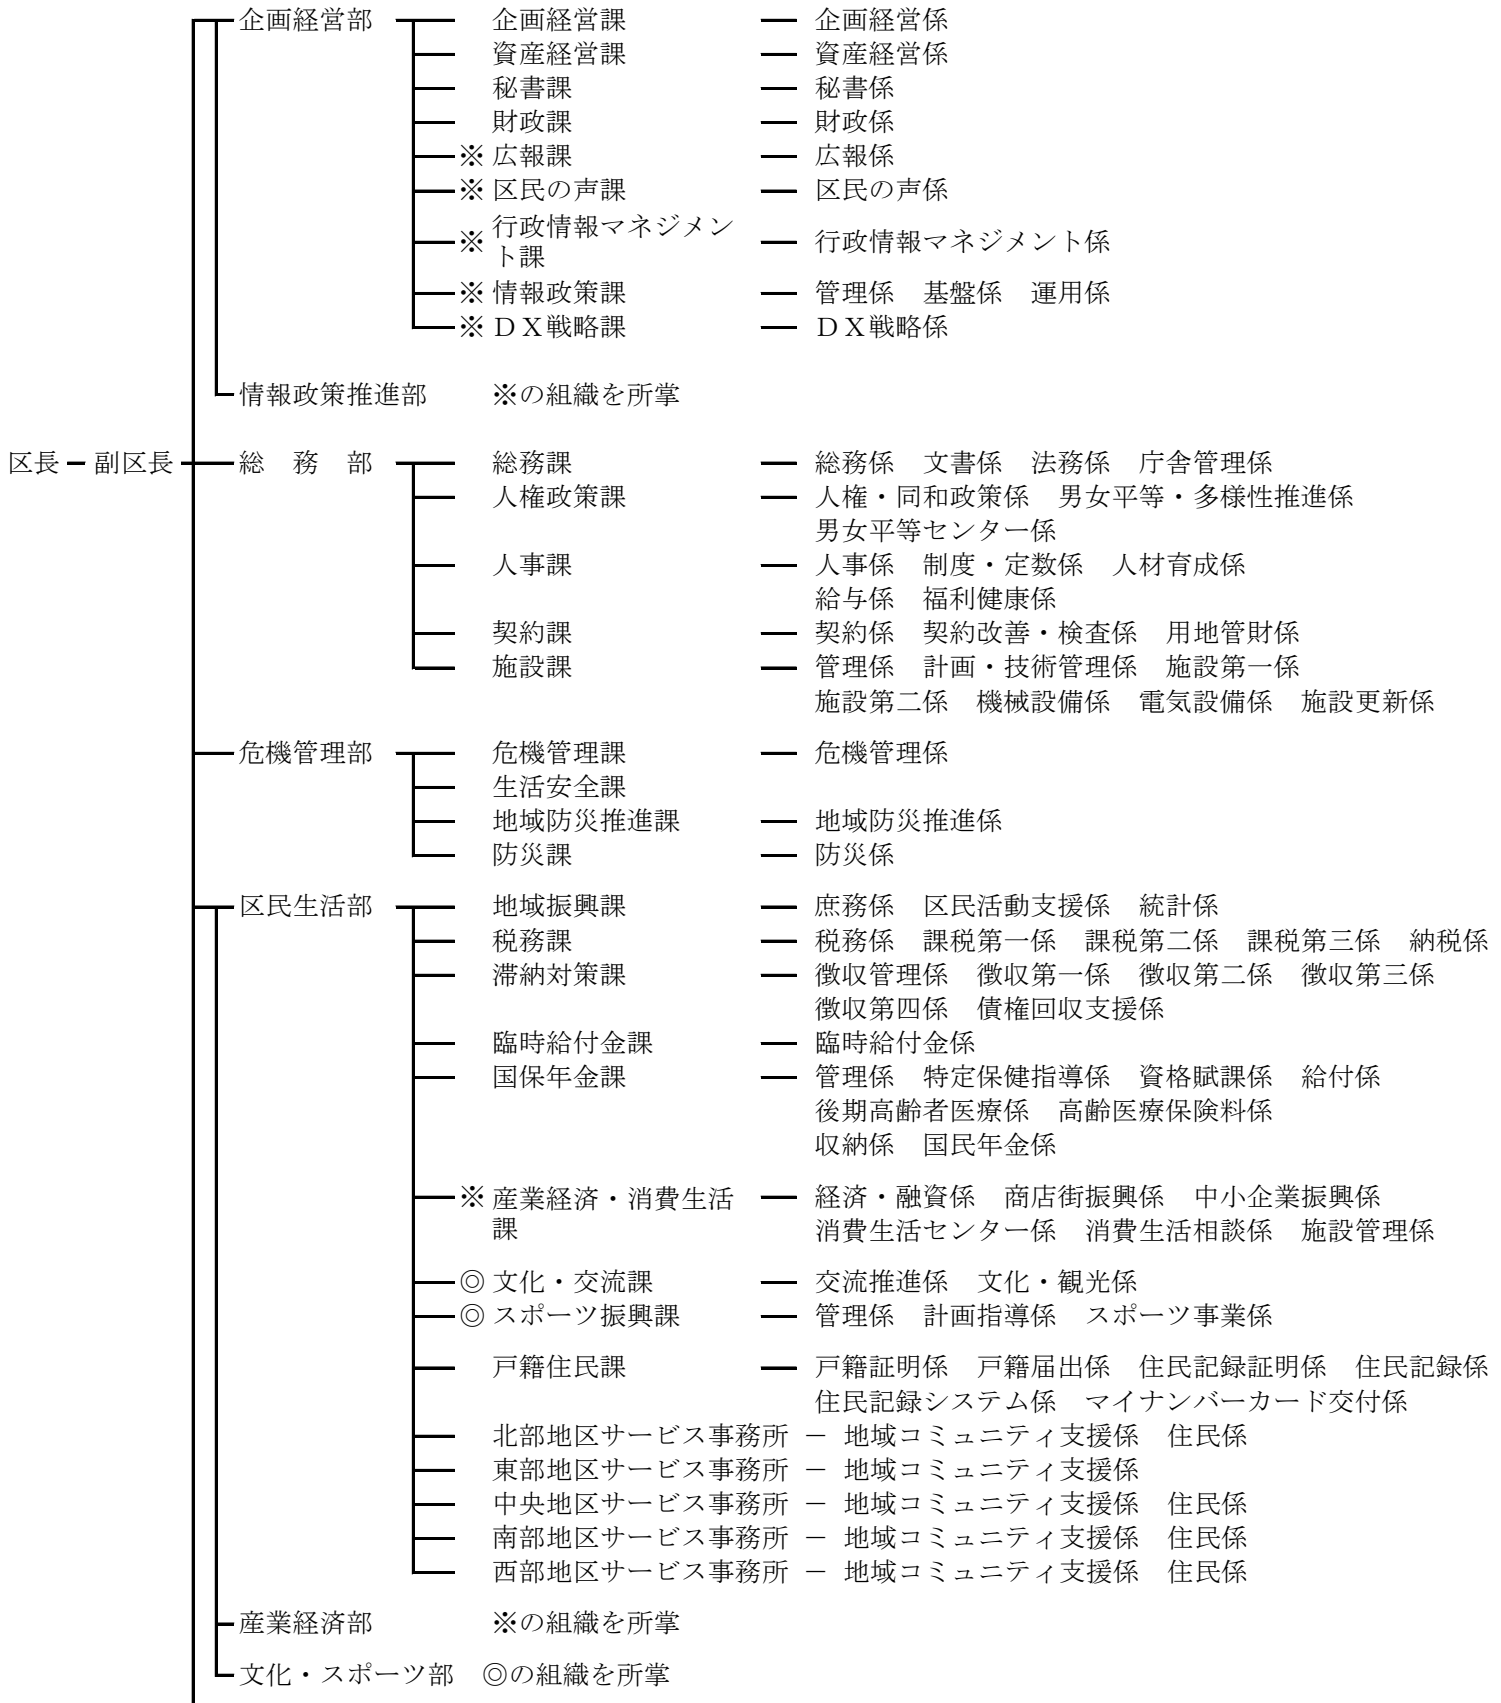 企画経営部　企画経営課　企画経営係
資産経営課　資産経営係
秘書課　秘書係
財政課　財政係
※ 広報課　広報係
※ 区民の声課　区民の声係
※ 行政情報マネジメン
ト課　行政情報マネジメント係
※ 情報政策課　管理係　基盤係　運用係
※ ＤＸ戦略課　ＤＸ戦略係
情報政策推進部　※の組織を所掌
区長 － 副区長　総　務　部　総務課　総務係　文書係　法務係　庁舎管理係
人権政策課　人権・同和政策係　男女平等・多様性推進係
男女平等センター係
人事課　人事係　制度・定数係　人材育成係
給与係　福利健康係
契約課　契約係　契約改善・検査係　用地管財係
施設課　管理係　計画・技術管理係　施設第一係
施設第二係　機械設備係　電気設備係　施設更新係
危機管理部　危機管理課　危機管理係
生活安全課
地域防災推進課　地域防災推進係
防災課　防災係
区民生活部　地域振興課　庶務係　区民活動支援係　統計係
税務課　税務係　課税第一係　課税第二係　課税第三係　納税係
滞納対策課　徴収管理係　徴収第一係　徴収第二係　徴収第三係
徴収第四係　債権回収支援係
臨時給付金課　臨時給付金係
国保年金課　管理係　特定保健指導係　資格賦課係　給付係
後期高齢者医療係　高齢医療保険料係
収納係　国民年金係
※ 産業経済・消費生活　経済・融資係　商店街振興係　中小企業振興係
課　消費生活センター係　消費生活相談係　施設管理係
◎ 文化・交流課　交流推進係　文化・観光係
◎ スポーツ振興課　管理係　計画指導係　スポーツ事業係
戸籍住民課　戸籍証明係　戸籍届出係　住民記録証明係　住民記録係
住民記録システム係　マイナンバーカード交付係
北部地区サービス事務所 － 地域コミュニティ支援係　住民係
東部地区サービス事務所 － 地域コミュニティ支援係
中央地区サービス事務所 － 地域コミュニティ支援係　住民係
南部地区サービス事務所 － 地域コミュニティ支援係　住民係
西部地区サービス事務所 － 地域コミュニティ支援係　住民係
産業経済部　※の組織を所掌
文化・スポーツ部　◎の組織を所掌